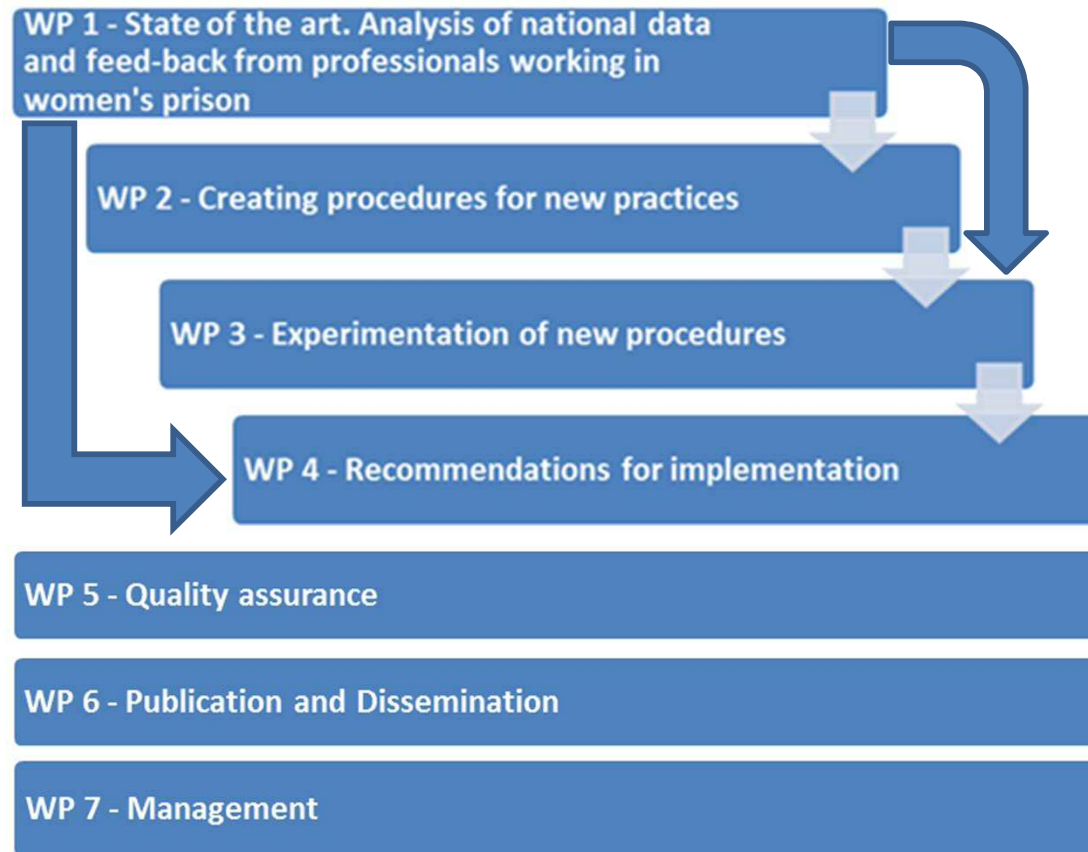 WP 1 - State of the art. Analysis of national data
and feed-back from professionals working in
women's prison
WP 2 - Creating procedures for new practices
WP 3 - Experimentation of new procedures
WP 4 - Recommendations for implementation
WP 5 - Quality assurance
WP 6 - Publication and Dissemination
WP 7 - Management